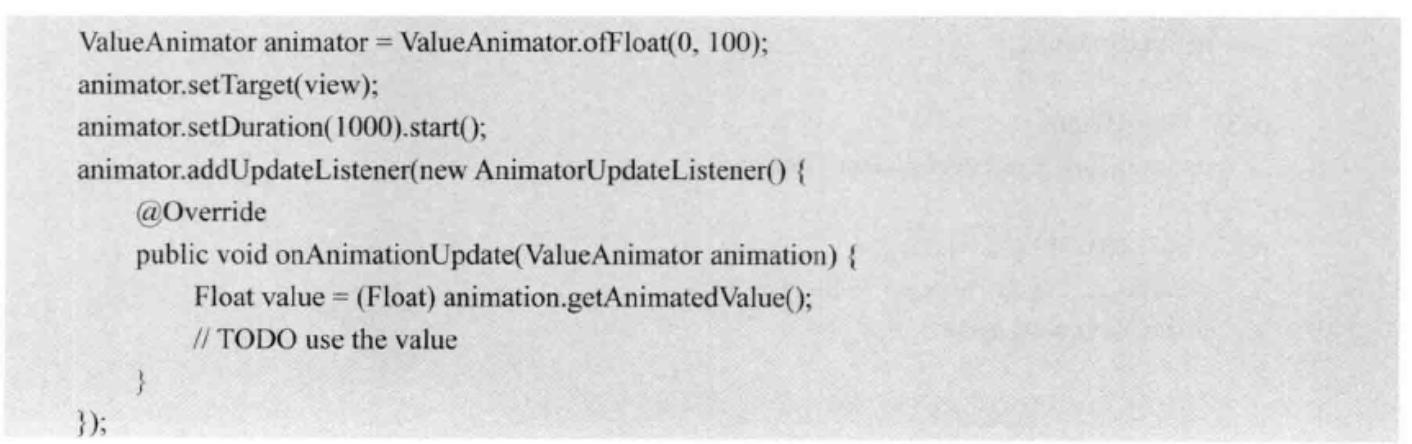 ValueAnimator animator = ValueAnimator.ofFloat(0, 100);
animator.setTarget(view);
animator.setDuration(1000).start();
animator.addUpdateListener(new AnimatorUpdateListener() {
@Override
public void onAnimationUpdate(ValueAnimator animation) {
Float value = (Float) animation.getAnimatedValue();
// TODO use the value
}
});